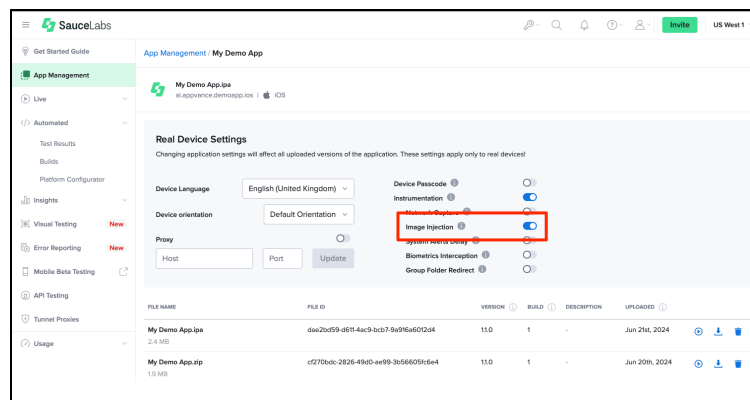 SauceLabs
Invite
US West 1
Get Started Guide
App Management
Live
Automated
Test Results
Builds
Platform Configurator
Insights
Visual Testing New
Error Reporting New
Mobile Beta Testing
API Testing
Tunnel Proxies
Usage
App Management / My Demo App
My Demo App.ipa
ai.appvance.demoapp.ios | iOS
Real Device Settings
Changing application settings will affect all uploaded versions of the application. These settings apply only to real devices!
Device Language English (United Kingdom)
Device orientation Default Orientation
Proxy
Host Port Update
Device Passcode
Instrumentation
Network Capture
Image Injection
System Alerts Delay
Biometrics Interception
Group Folder Redirect
FILE NAME FILE ID VERSION BUILD DESCRIPTION UPLOADED
My Demo App.ipa dae2bd59-d611-4ac9-bcb7-9a916a6012d4 1.1.0 1 - Jun 21st, 2024
2.4 MB
My Demo App.zip cf270bdc-2826-49d0-ae99-3b56605fc6e4 1.1.0 1 - Jun 20th, 2024
1.9 MB